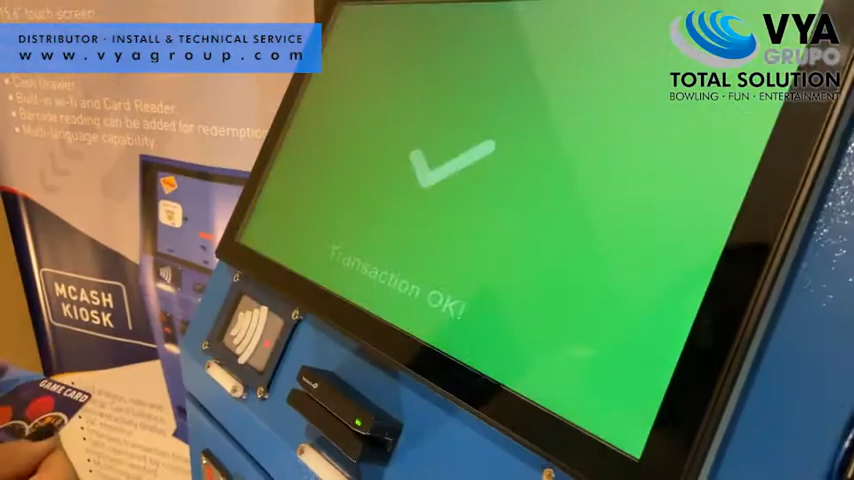 15.6" touch screen
DISTRIBUTOR · INSTALL & TECHNICAL SERVICE
www.vyagroup.com
VYA
GRUPO
TOTAL SOLUTION
BOWLING · FUN · ENTERTAINMENT
• Cash Drawer
• Built-in wi-fi and Card Reader
• Barcode reading can be added for redemption
• Multi-language capability
Transaction OK!
MCASH
KIOSK
GAME CARD